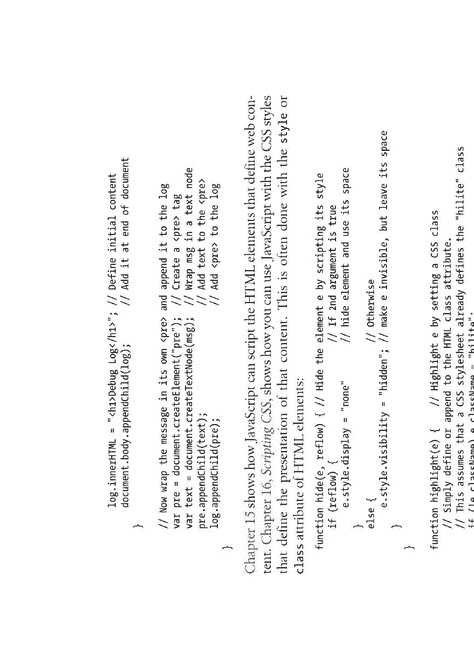 log.innerHTML = "<h1>Debug Log</h1>"; // Define initial content
document.body.appendChild(log); // Add it at end of document
}
// Now wrap the message in its own <pre> and append it to the log
var pre = document.createElement("pre"); // Create a <pre> tag
var text = document.createTextNode(msg); // Wrap msg in a text node
pre.appendChild(text); // Add text to the <pre>
log.appendChild(pre); // Add <pre> to the log
}
Chapter 15 shows how JavaScript can script the HTML elements that define web con-
tent. Chapter 16, Scripting CSS, shows how you can use JavaScript with the CSS styles
that define the presentation of that content. This is often done with the style or
class attribute of HTML elements:
function hide(e, reflow) { // Hide the element e by scripting its style
if (reflow) { // If 2nd argument is true
e.style.display = "none" // hide element and use its space
}
else { // Otherwise
e.style.visibility = "hidden"; // make e invisible, but leave its space
}
}
function highlight(e) { // Highlight e by setting a CSS class
// Simply define or append to the HTML class attribute.
// This assumes that a CSS stylesheet already defines the "hilite" class
if (!e.className) e.className = "hilite";